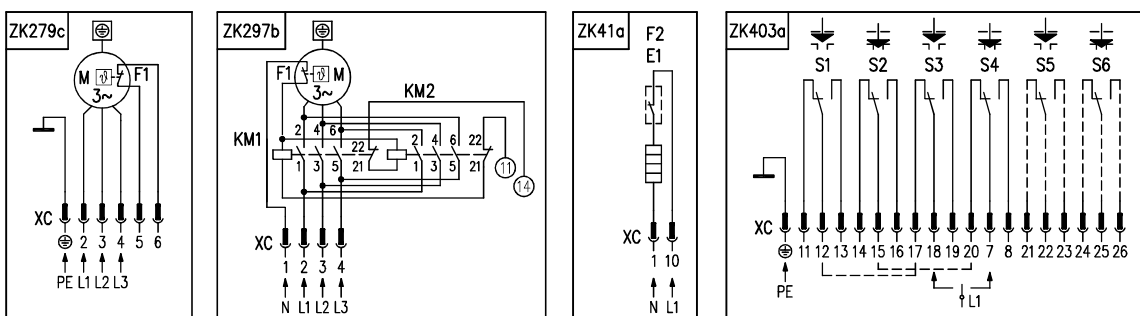 ZK279c
M ϑ F1
3~
XC
2 3 4 5 6
PE L1 L2 L3
ZK297b
F1 ϑ M
3~
KM2
KM1
2 4 6 22 2 4 6 22
1 3 5 21 1 3 5 21
11
14
XC
1 2 3 4
N L1 L2 L3
ZK41a
F2
E1
XC
1 10
N L1
ZK403a
S1 S2 S3 S4 S5 S6
XC
11 12 13 14 15 16 17 18 19 20 7 8 21 22 23 24 25 26
PE
L1